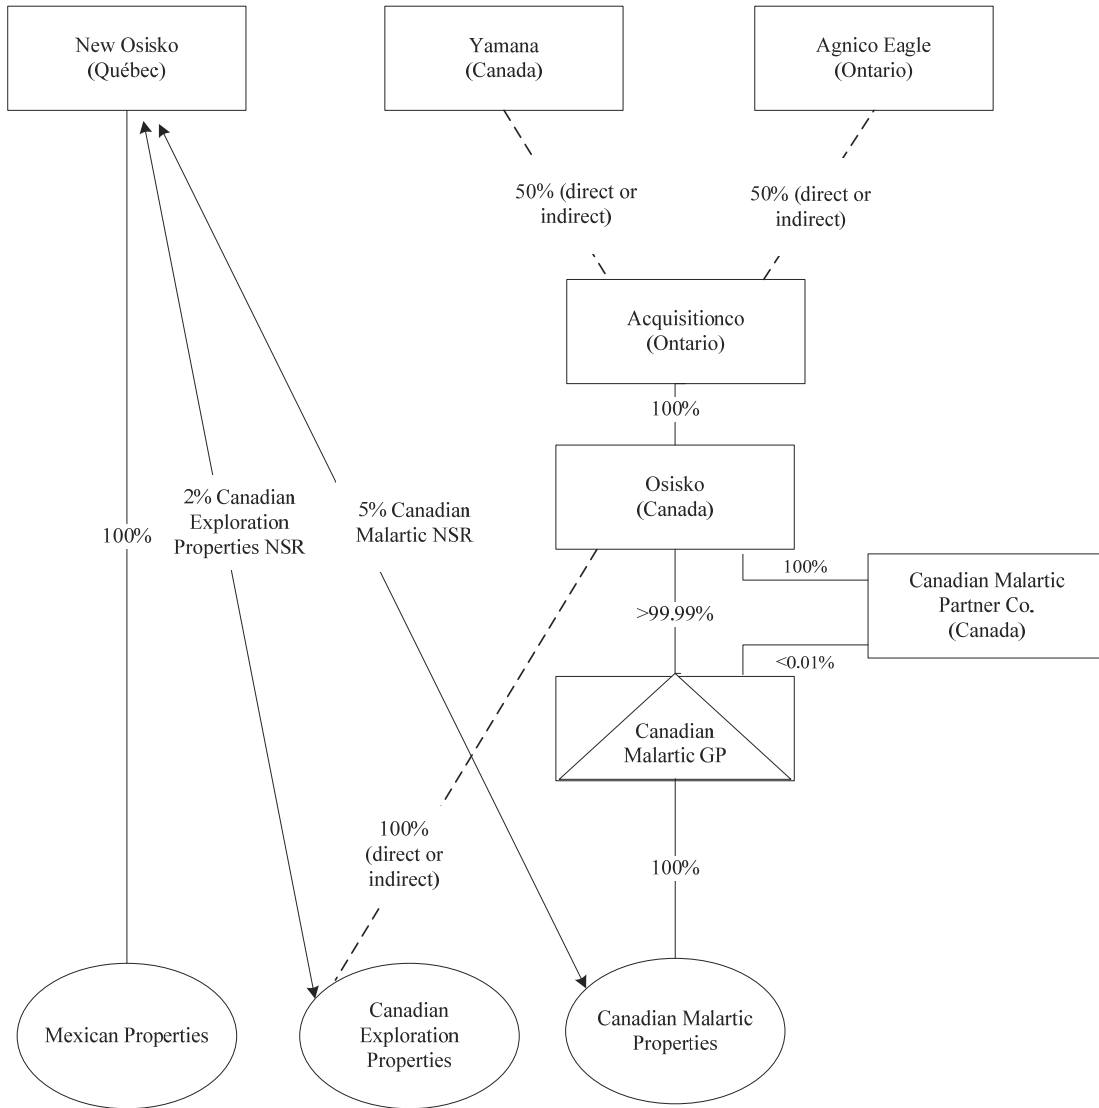 New Osisko
(Québec)
Yamana
(Canada)
Agnico Eagle
(Ontario)
50% (direct or
indirect)
50% (direct or
indirect)
Acquisitionco
(Ontario)
100%
Osisko
(Canada)
2% Canadian
Exploration
Properties NSR
5% Canadian
Malartic NSR
100%
100%
Canadian Malartic
Partner Co.
(Canada)
>99.99%
<0.01%
Canadian
Malartic GP
100%
(direct or
indirect)
100%
Mexican Properties
Canadian
Exploration
Properties
Canadian Malartic
Properties